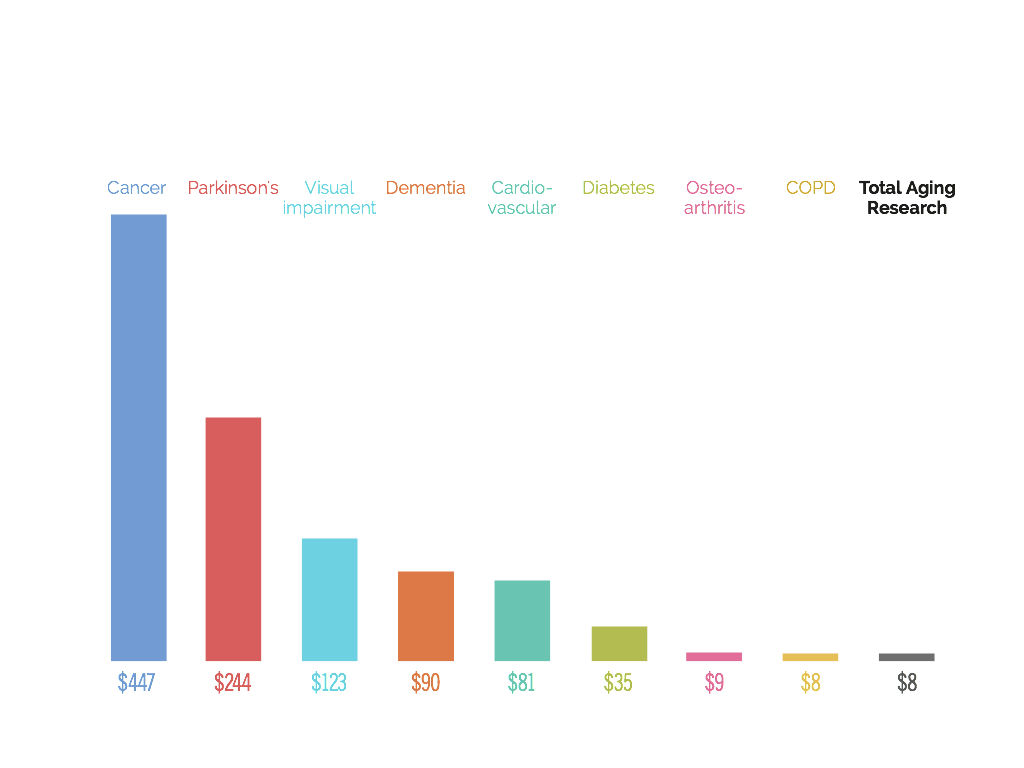 Cancer
Parkinson's
Visual
impairment
Dementia
Cardio-
vascular
Diabetes
Osteo-
arthritis
COPD
Total Aging
Research
$447
$244
$123
$90
$81
$35
$9
$8
$8